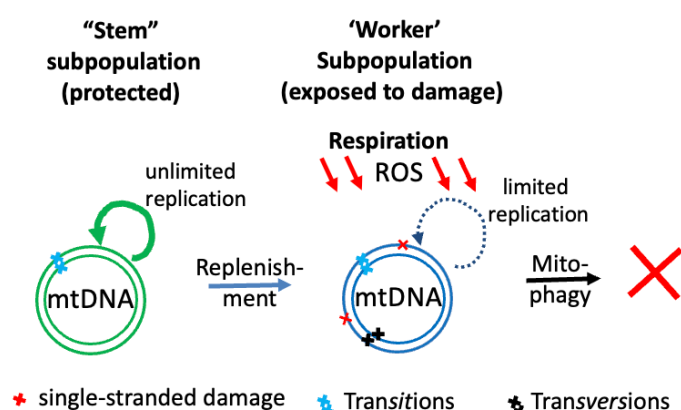 “Stem”
subpopulation
(protected)
‘Worker’
Subpopulation
(exposed to damage)
Respiration
ROS
unlimited
replication
limited
replication
mtDNA
Replenish-
ment
mtDNA
Mito-
phagy
single-stranded damage
Transitions
Transversions